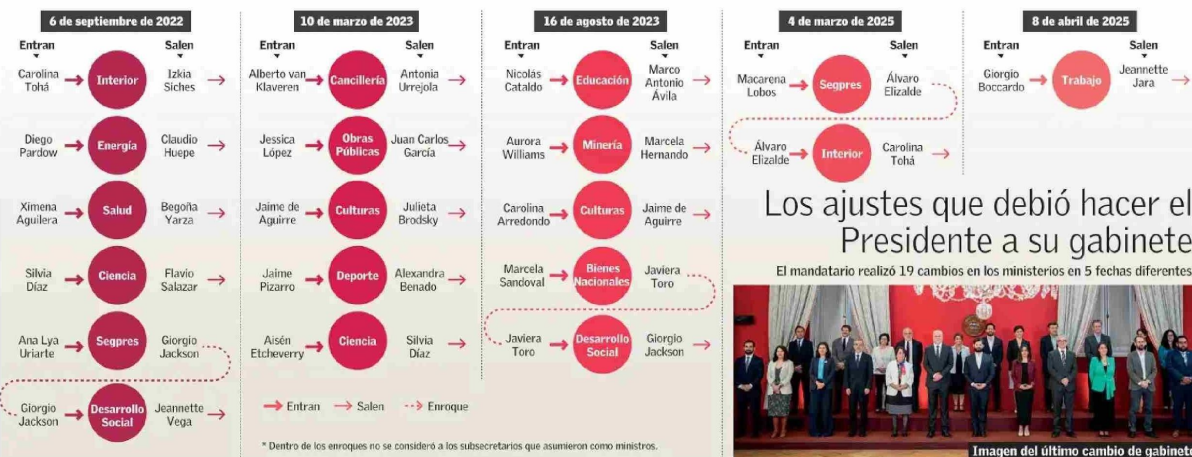 6 de septiembre de 2022
Entran
Salen
Carolina
Tohá
Interior
Izkia
Siches
Diego
Pardow
Energía
Claudio
Huepe
Ximena
Aguilera
Salud
Begoña
Yarza
Silvia
Díaz
Ciencia
Flavio
Salazar
Ana Lya
Uriarte
Segpres
Giorgio
Jackson
Giorgio
Jackson
Desarrollo
Social
Jeannette
Vega
10 de marzo de 2023
Entran
Salen
Alberto van
Klaveren
Cancillería
Antonia
Urrejola
Jessica
López
Obras
Públicas
Juan Carlos
García
Jaime de
Aguirre
Culturas
Julieta
Brodsky
Jaime
Pizarro
Deporte
Alexandra
Benado
Aisén
Etcheverry
Ciencia
Silvia
Díaz
16 de agosto de 2023
Entran
Salen
Nicolás
Cataldo
Educación
Marco
Antonio
Ávila
Aurora
Williams
Minería
Marcela
Hernando
Carolina
Arredondo
Culturas
Jaime de
Aguirre
Marcela
Sandoval
Bienes
Nacionales
Javiera
Toro
Javiera
Toro
Desarrollo
Social
Giorgio
Jackson
4 de marzo de 2025
Entran
Salen
Macarena
Lobos
Segpres
Álvaro
Elizalde
Álvaro
Elizalde
Interior
Carolina
Tohá
8 de abril de 2025
Entran
Salen
Giorgio
Boccardo
Trabajo
Jeannette
Jara
Entran Salen Enroque
* Dentro de los enroques no se consideró a los subsecretarios que asumieron como ministros.
Los ajustes que debió hacer el
Presidente a su gabinete
El mandatario realizó 19 cambios en los ministerios en 5 fechas diferentes
Imagen del último cambio de gabinete